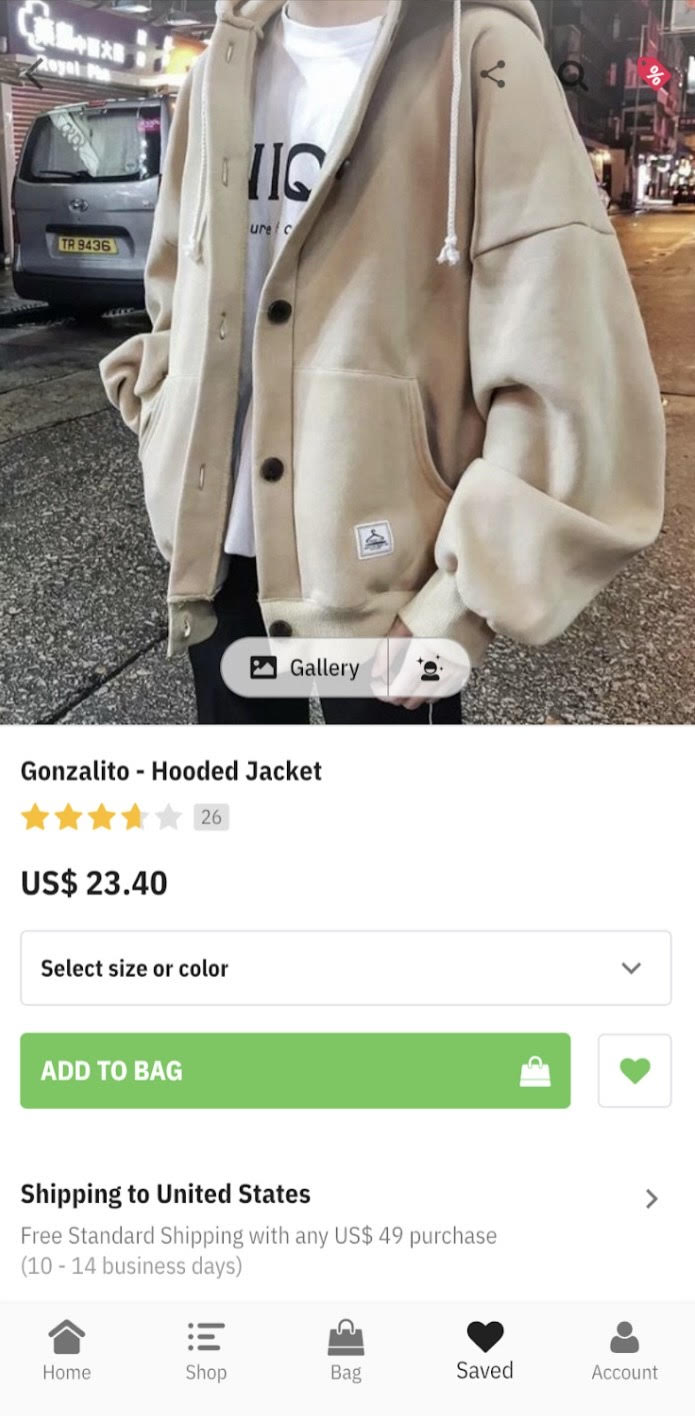 Royal
TR 9436
IIQ
ure
Gallery
Gonzalito - Hooded Jacket
26
US$ 23.40
Select size or color
ADD TO BAG
Shipping to United States
Free Standard Shipping with any US$ 49 purchase
(10 - 14 business days)
Home
Shop
Bag
Saved
Account